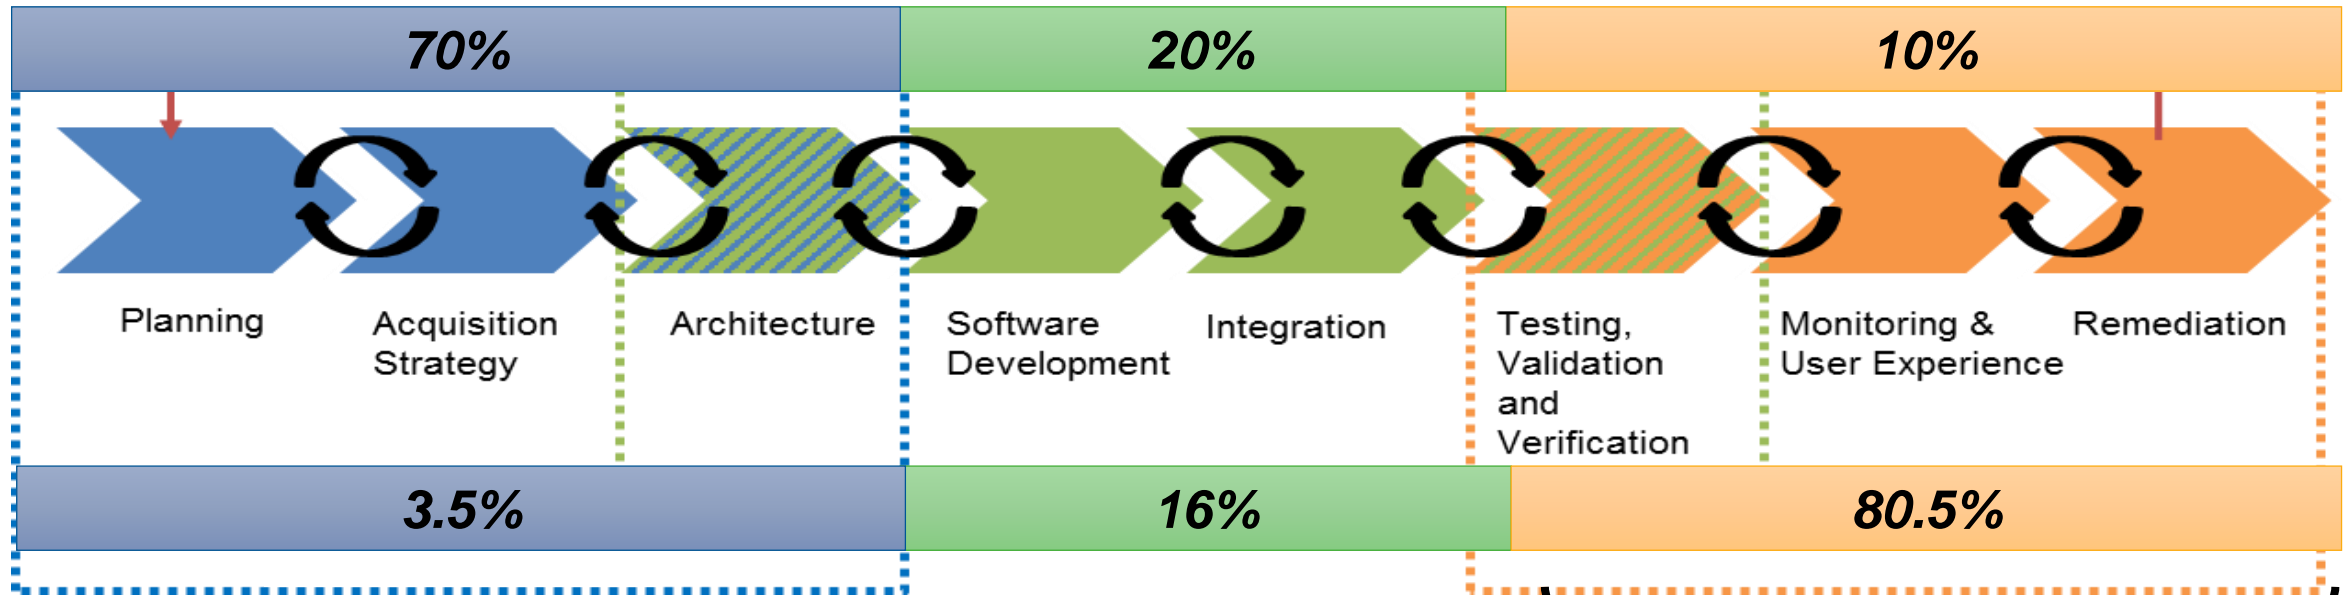 70% 20% 10%
Planning
Acquisition
Strategy
Architecture
Software
Development
Integration
Testing,
Validation
and
Verification
Monitoring &
User Experience
Remediation
3.5% 16% 80.5%